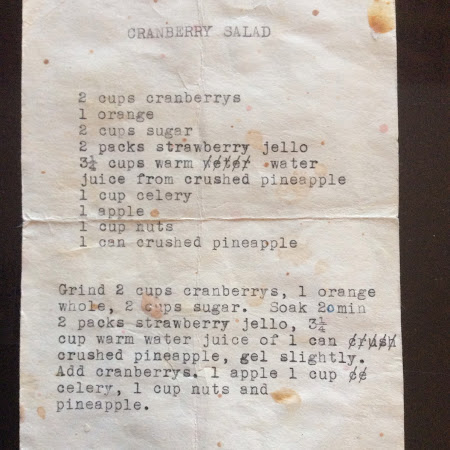 CRANBERRY SALAD
2 cups cranberrys
1 orange
2 cups sugar
2 packs strawberry jello
3¼ cups warm water
juice from crushed pineapple
1 cup celery
1 apple
1 cup nuts
1 can crushed pineapple
Grind 2 cups cranberrys, 1 orange
whole, 2 cups sugar. Soak 20min
2 packs strawberry jello, 3¼
cup warm water juice of 1 can
crushed pineapple, gel slightly.
Add cranberrys. 1 apple 1 cup
celery, 1 cup nuts and
pineapple.